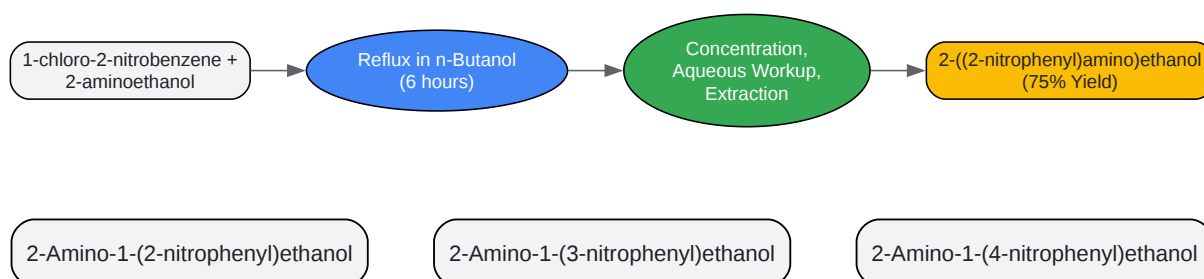 1-chloro-2-nitrobenzene +
2-aminoethanol
Reflux in n-Butanol
(6 hours)
Concentration,
Aqueous Workup,
Extraction
2-((2-nitrophenyl)amino)ethanol
(75% Yield)
2-Amino-1-(2-nitrophenyl)ethanol
2-Amino-1-(3-nitrophenyl)ethanol
2-Amino-1-(4-nitrophenyl)ethanol